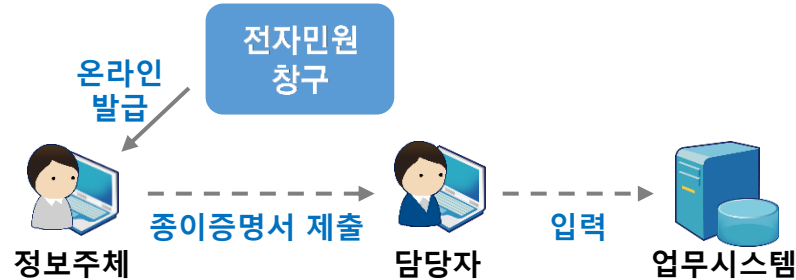 전자민원
창구
온라인
발급
종이증명서 제출
입력
정보주체
담당자
업무시스템